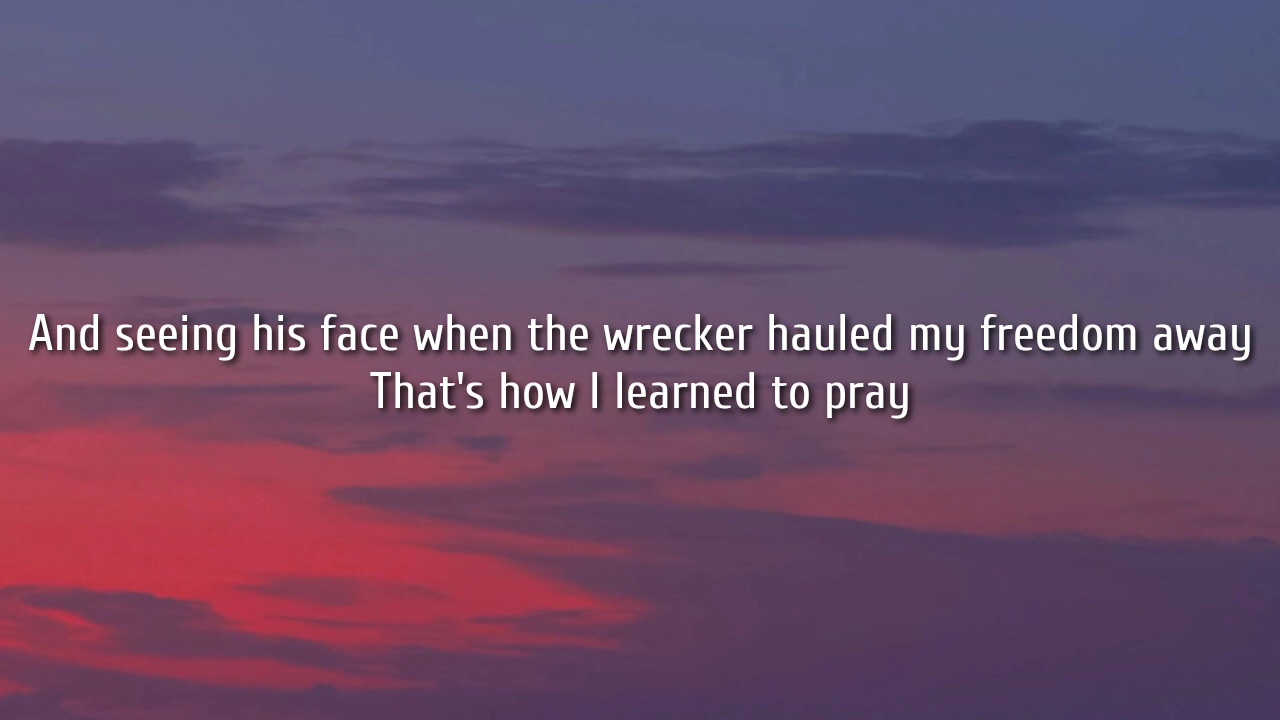 And seeing his face when the wrecker hauled my freedom away
That's how I learned to pray